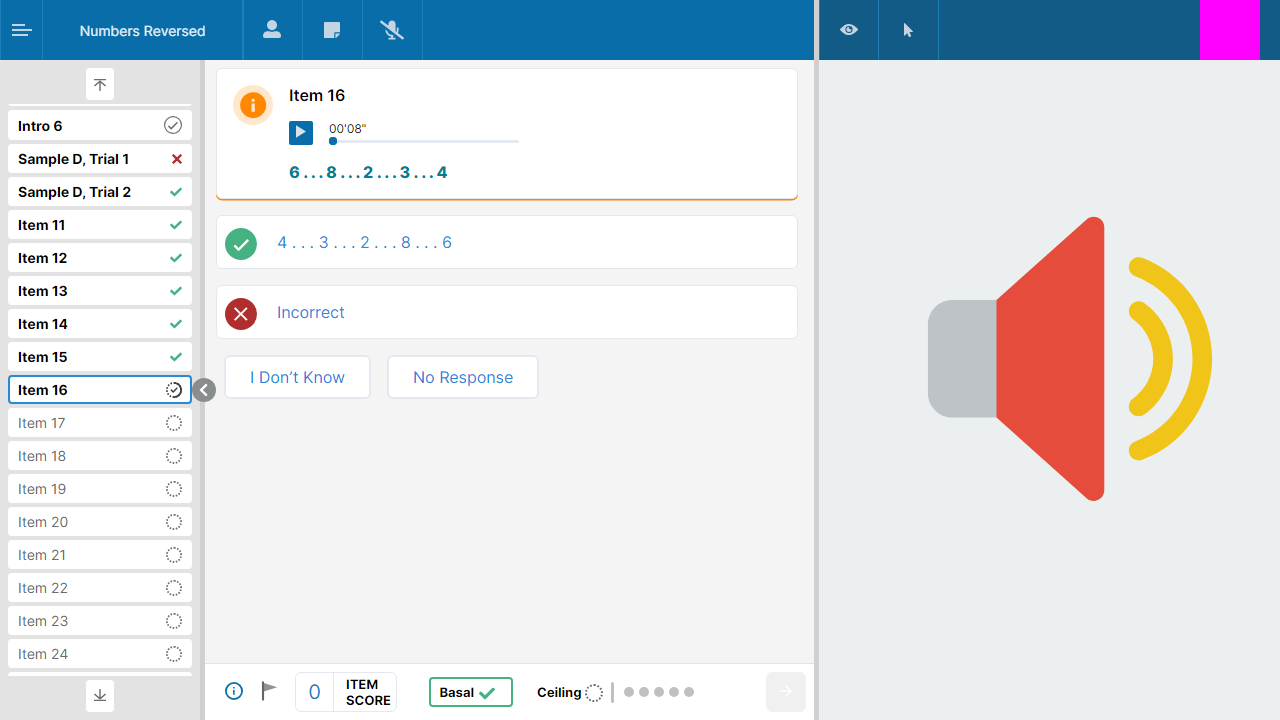 Numbers Reversed
Intro 6
Sample D, Trial 1
Sample D, Trial 2
Item 11
Item 12
Item 13
Item 14
Item 15
Item 16
Item 17
Item 18
Item 19
Item 20
Item 21
Item 22
Item 23
Item 24
Item 16
00'08"
6 . . . 8 . . . 2 . . . 3 . . . 4
4 . . . 3 . . . 2 . . . 8 . . . 6
Incorrect
I Don’t Know
No Response
0
ITEM
SCORE
Basal
Ceiling